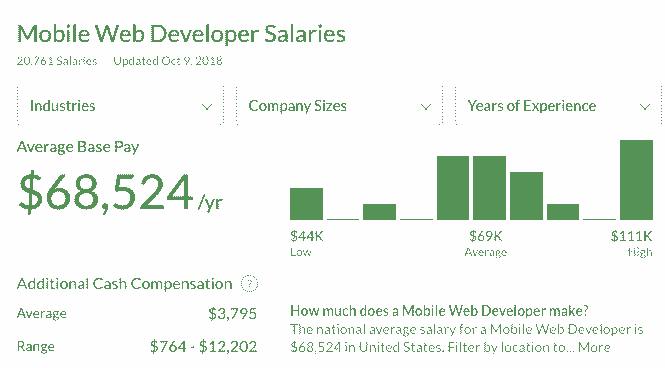 Mobile Web Developer Salaries
20,761 Salaries Updated Oct 9, 2018
Industries Company Sizes Years of Experience
Average Base Pay
$68,524 /yr
$44K $69K $111K
Low Average High
Additional Cash Compensation ?
Average $3,795
Range $764 - $12,202
How much does a Mobile Web Developer make?
The national average salary for a Mobile Web Developer is
$68,524 in United States. Filter by location to... More